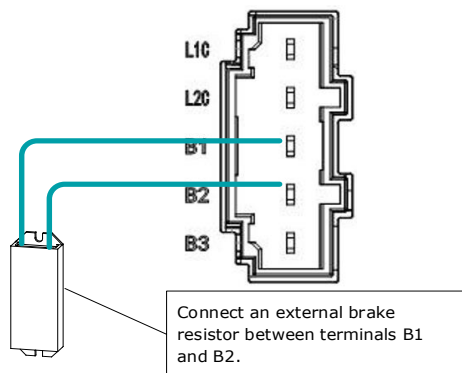 L1C
L2C
B1
B2
B3
Connect an external brake
resistor between terminals B1
and B2.